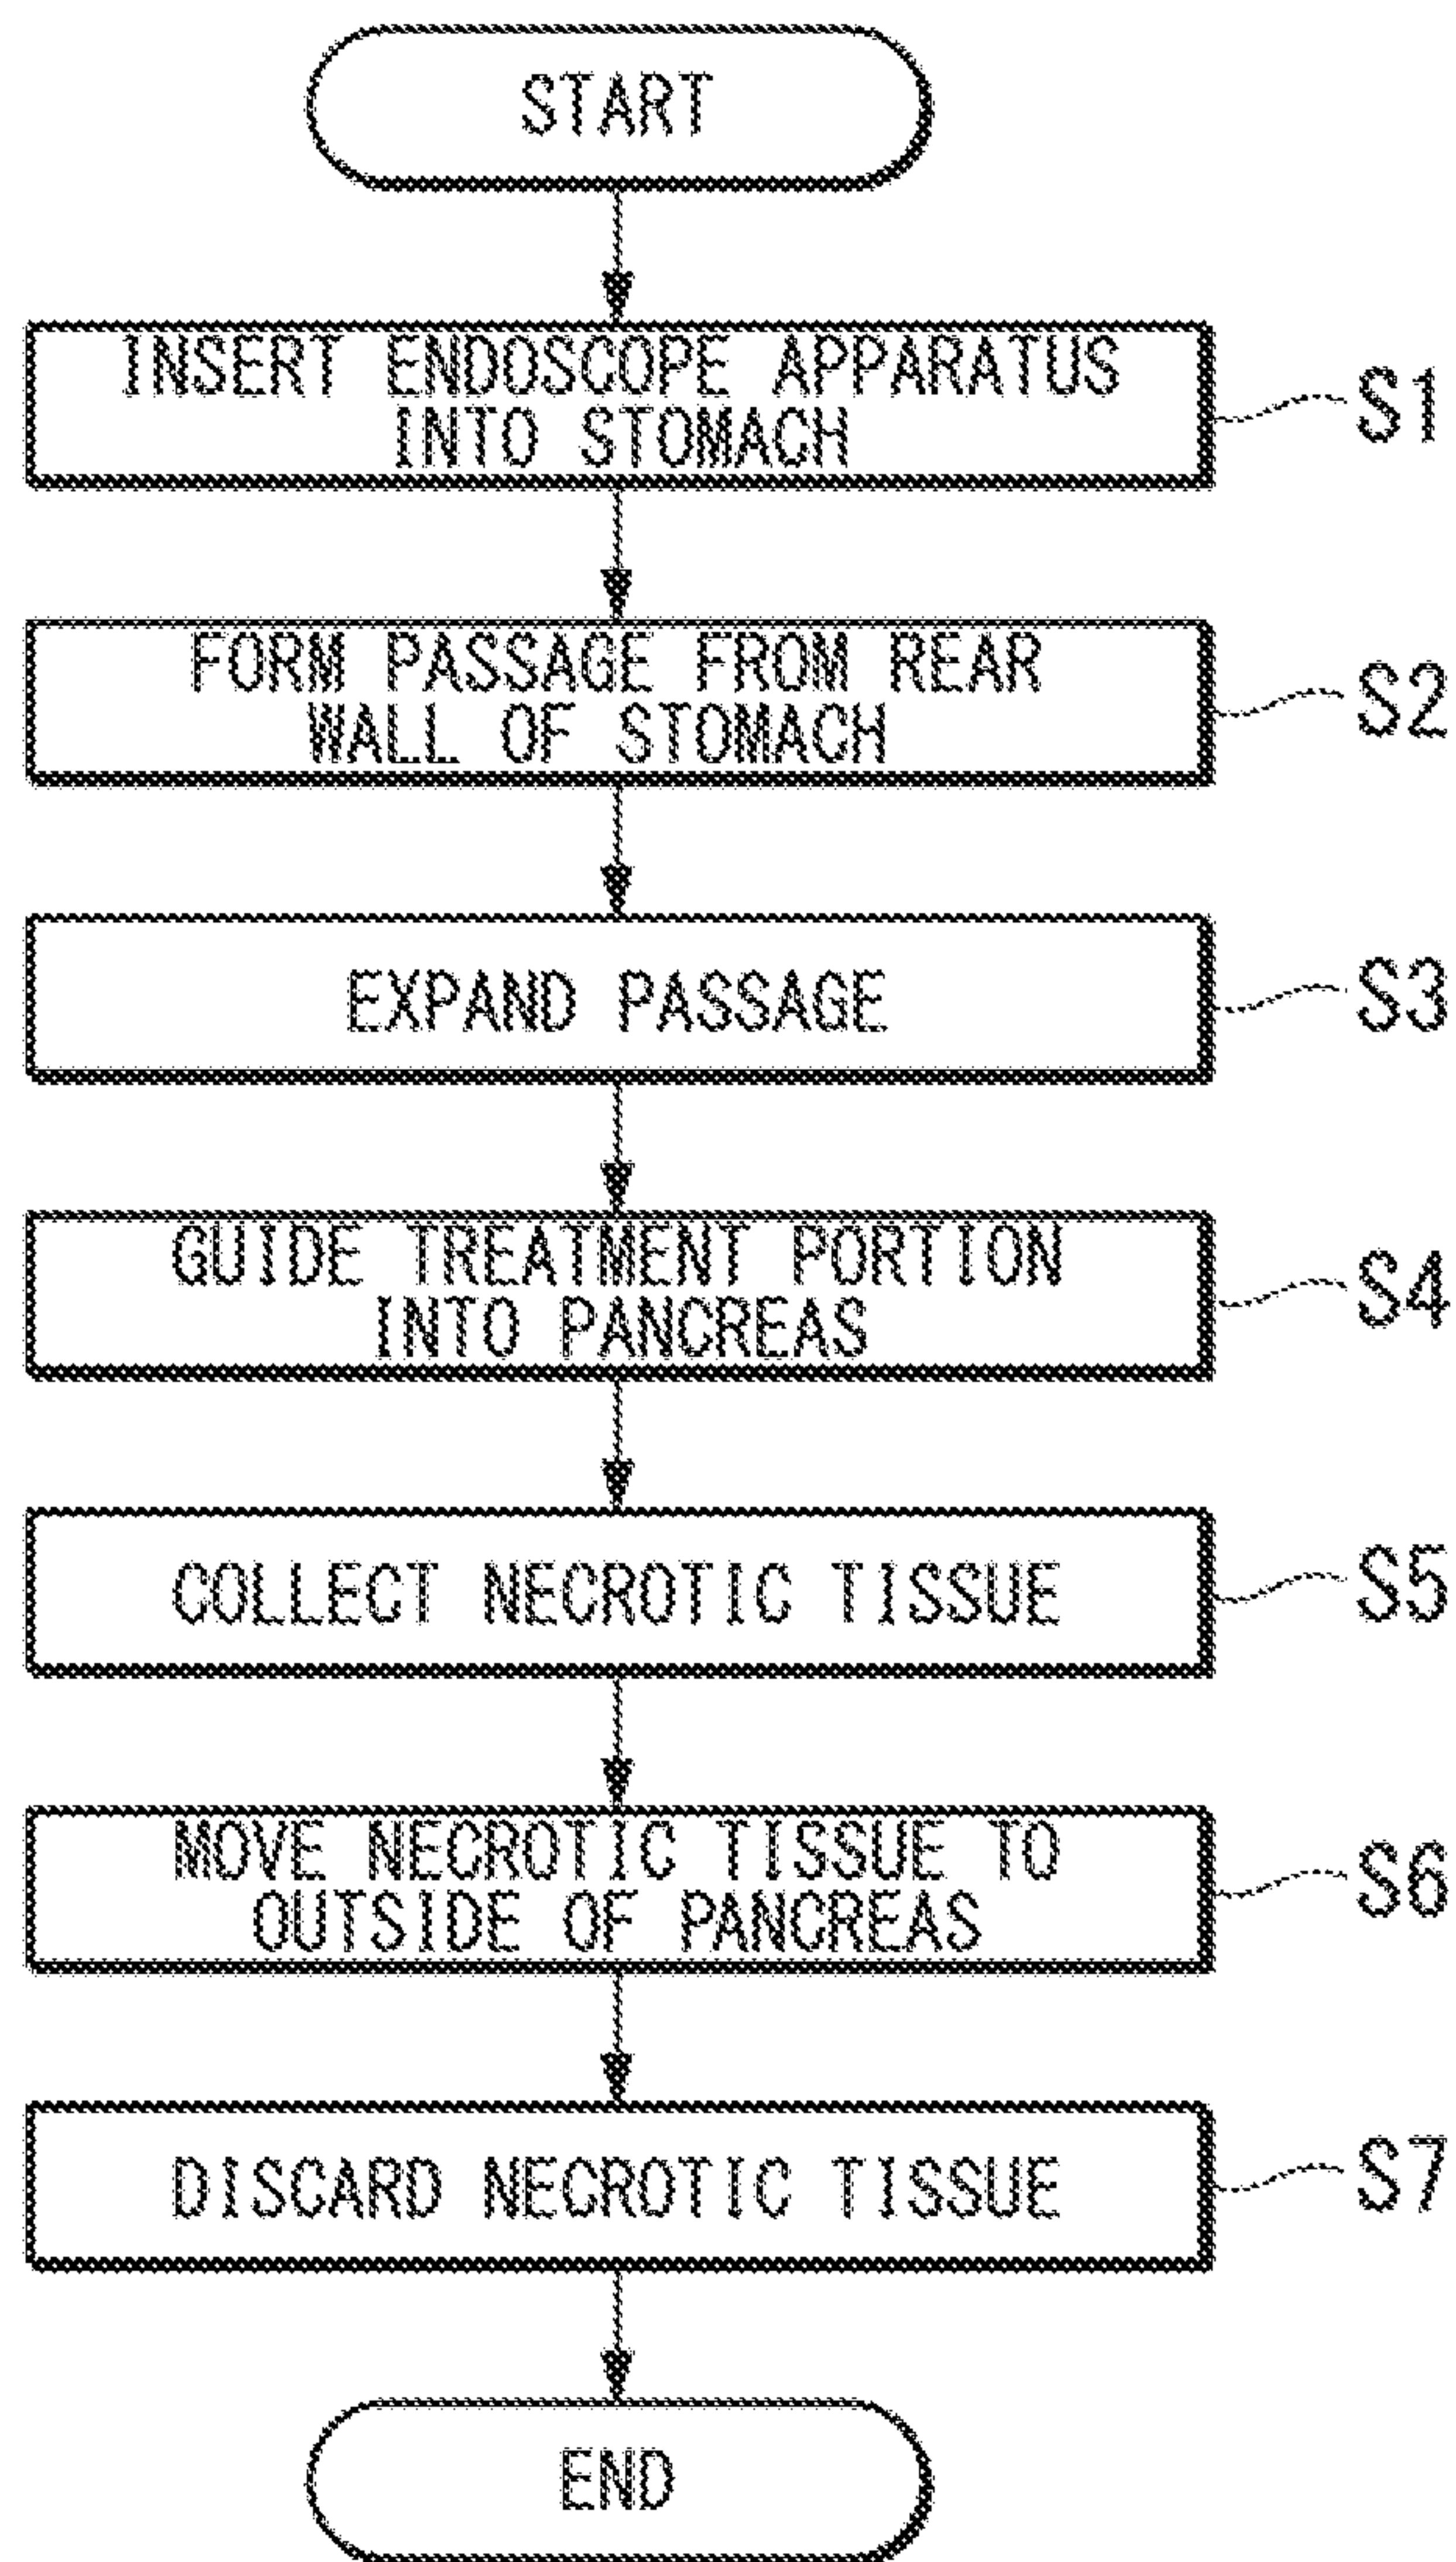 START
INSERT ENDOSCOPE APPARATUS
INTO STOMACH
S1
FORM PASSAGE FROM REAR
WALL OF STOMACH
S2
EXPAND PASSAGE
S3
GUIDE TREATMENT PORTION
INTO PANCREAS
S4
COLLECT NECROTIC TISSUE
S5
MOVE NECROTIC TISSUE TO
OUTSIDE OF PANCREAS
S6
DISCARD NECROTIC TISSUE
S7
END